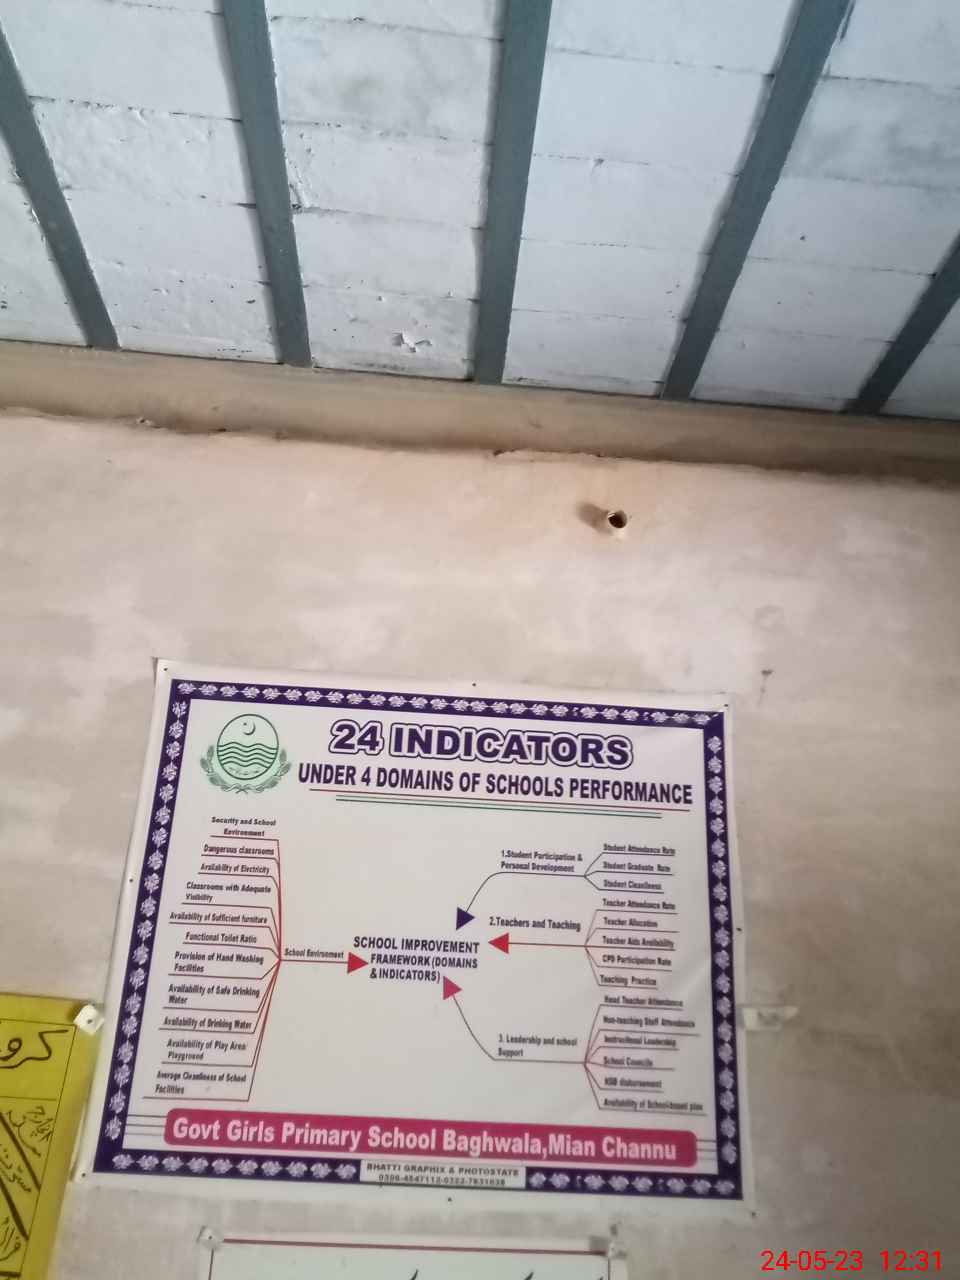 24 INDICATORS
UNDER 4 DOMAINS OF SCHOOLS PERFORMANCE
Security and School
Environment
Dangerous classrooms
Availability of Electricity
Classrooms with Adequate
Visibility
Availability of Sufficient furniture
Functional Toilet Ratio
Provision of Hand Washing
Facilities
Availability of Safe Drinking
Water
Availability of Drinking Water
Availability of Play Area
Playground
Average Cleanliness of School
Facilities
School Environment
SCHOOL IMPROVEMENT
FRAMEWORK (DOMAINS
& INDICATORS)
1.Student Participation &
Personal Development
Student Attendance Rate
Student Graduate Rate
Student Cleanliness
2.Teachers and Teaching
Teacher Attendance Rate
Teacher Allocation
Teacher Aids Availability
CPD Participation Rate
Teaching Practice
3. Leadership and school
Support
Head Teacher Attendance
Non-teaching Staff Attendance
Instructional Leadership
School Councils
NSB disbursement
Availability of School-based plan
Govt Girls Primary School Baghwala,Mian Channu
BHATTI GRAPHIX & PHOTOSTATE
24-05-23 12:31